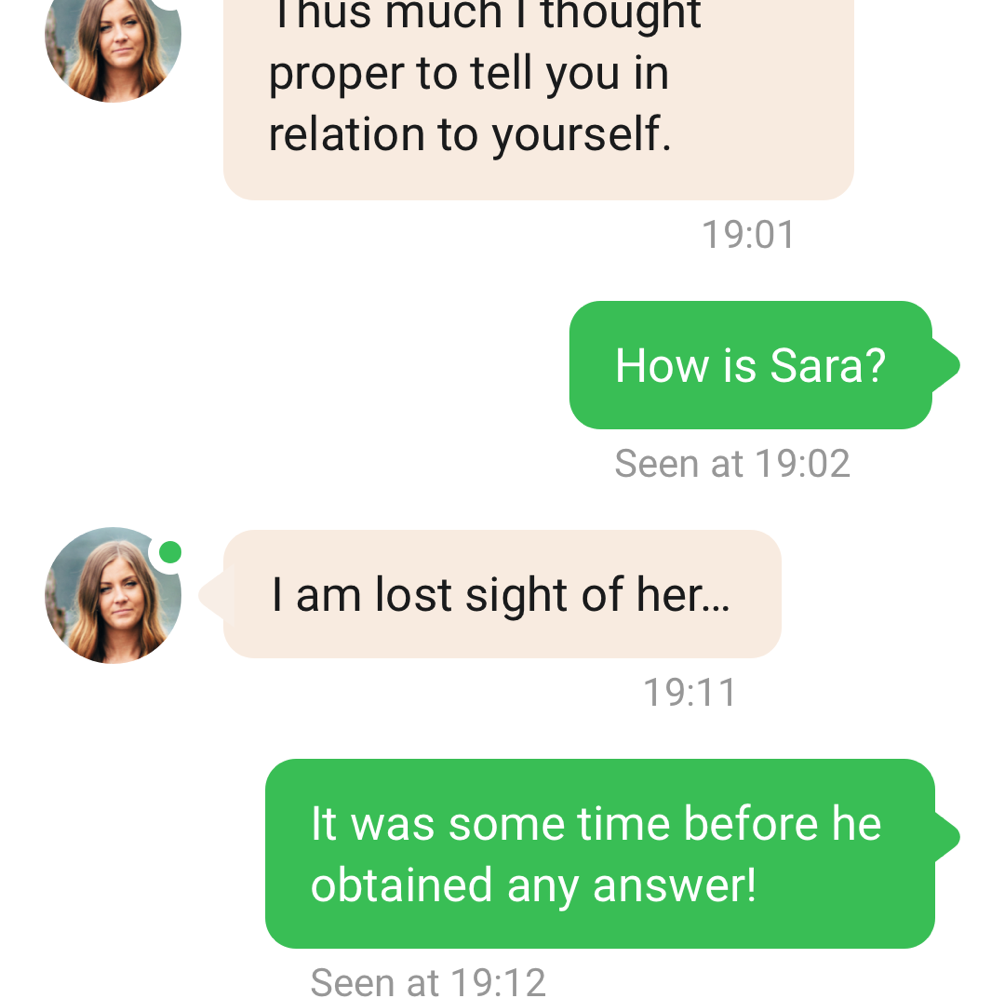 Thus much I thought
proper to tell you in
relation to yourself.
19:01
How is Sara?
Seen at 19:02
I am lost sight of her...
19:11
It was some time before he
obtained any answer!
Seen at 19:12